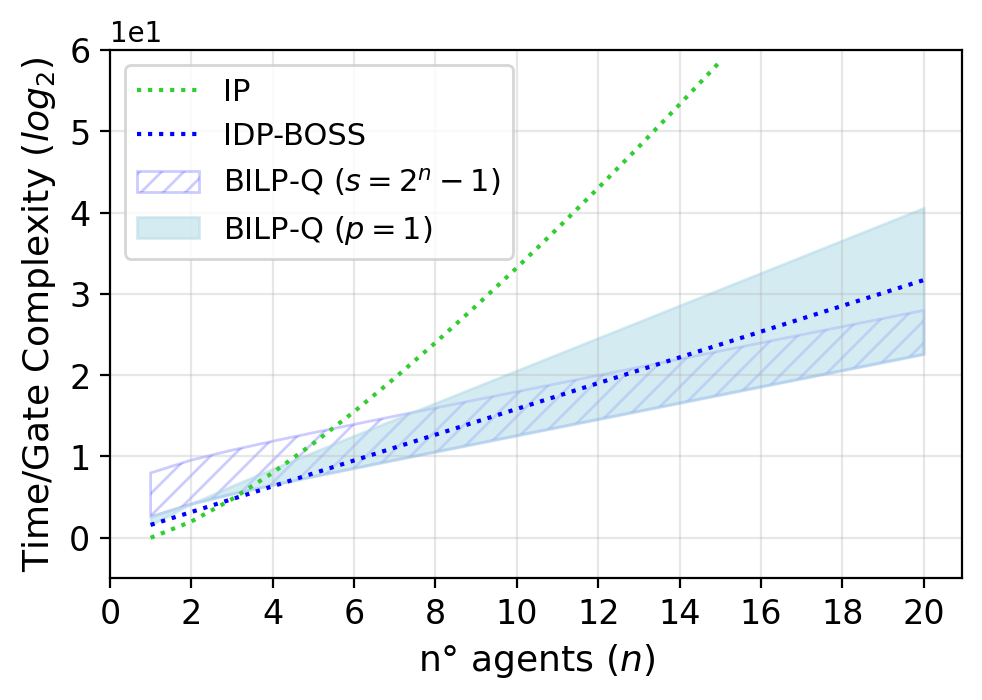 1e1
6
5
4
3
2
1
0
Time/Gate Complexity (log₂)
IP
IDP-BOSS
BILP-Q (s = 2ⁿ − 1)
BILP-Q (p = 1)
0 2 4 6 8 10 12 14 16 18 20
n° agents (n)